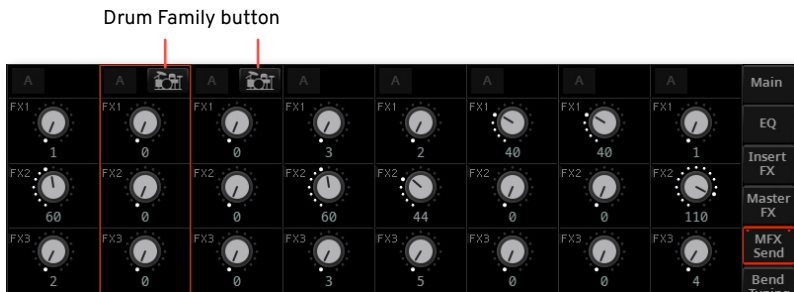 Drum Family button
A A A A A A A A Main
FX1 FX1 FX1 FX1 FX1 FX1 FX1 FX1 EQ
1 0 0 3 2 40 40 1
Insert FX
FX2 FX2 FX2 FX2 FX2 FX2 FX2 FX2
Master FX
60 0 0 60 44 0 0 110
FX3 FX3 FX3 FX3 FX3 FX3 FX3 FX3
MFX Send
2 0 0 3 5 0 0 4
Bend
Tuning